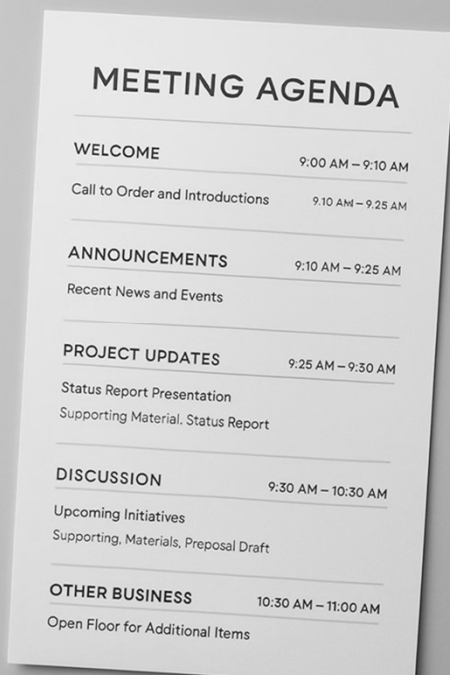 MEETING AGENDA
WELCOME 9:00 AM – 9:10 AM
Call to Order and Introductions 9.10 AM – 9.25 AM
ANNOUNCEMENTS 9:10 AM – 9:25 AM
Recent News and Events
PROJECT UPDATES 9:25 AM – 9:30 AM
Status Report Presentation
Supporting Material. Status Report
DISCUSSION 9:30 AM – 10:30 AM
Upcoming Initiatives
Supporting, Materials, Preposal Draft
OTHER BUSINESS 10:30 AM – 11:00 AM
Open Floor for Additional Items